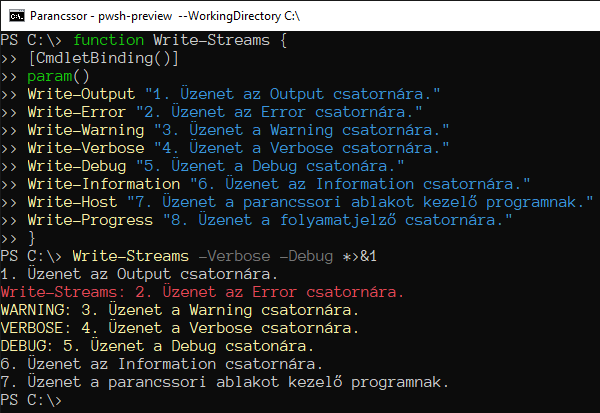 Parancssor - pwsh-preview --WorkingDirectory C:\
PS C:\> function Write-Streams {
>> [CmdletBinding()]
>> param()
>> Write-Output "1. Üzenet az Output csatornára."
>> Write-Error "2. Üzenet az Error csatornára."
>> Write-Warning "3. Üzenet a Warning csatornára."
>> Write-Verbose "4. Üzenet a Verbose csatornára."
>> Write-Debug "5. Üzenet a Debug csatonára."
>> Write-Information "6. Üzenet az Information csatornára."
>> Write-Host "7. Üzenet a parancssori ablakot kezelő programnak."
>> Write-Progress "8. Üzenet a folyamatjelző csatornára."
>> }
PS C:\> Write-Streams -Verbose -Debug *>&1
1. Üzenet az Output csatornára.
Write-Streams: 2. Üzenet az Error csatornára.
WARNING: 3. Üzenet a Warning csatornára.
VERBOSE: 4. Üzenet a Verbose csatornára.
DEBUG: 5. Üzenet a Debug csatonára.
6. Üzenet az Information csatornára.
7. Üzenet a parancssori ablakot kezelő programnak.
PS C:\>